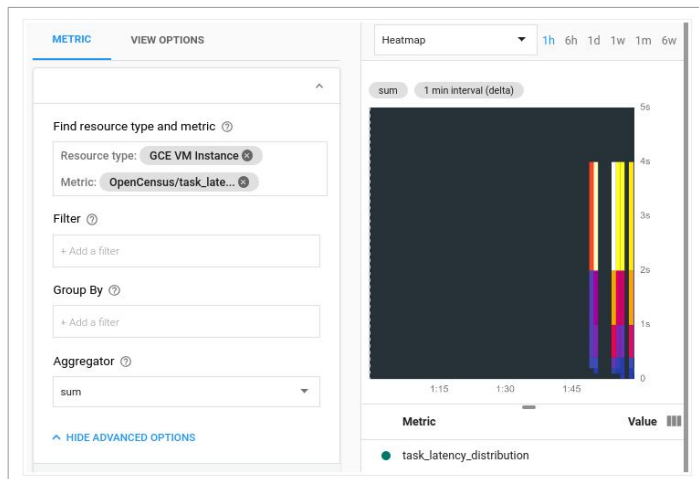 METRIC VIEW OPTIONS
Find resource type and metric
Resource type: GCE VM Instance
Metric: OpenCensus/task_late...
Filter
+ Add a filter
Group By
+ Add a filter
Aggregator
sum
HIDE ADVANCED OPTIONS
Heatmap 1h 6h 1d 1w 1m 6w
sum 1 min interval (delta)
5s
4s
3s
2s
1s
0
1:15 1:30 1:45
Metric Value
task_latency_distribution